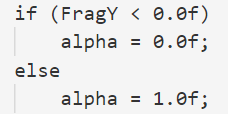 if (FragY < 0.0f)
    alpha = 0.0f;
else
    alpha = 1.0f;